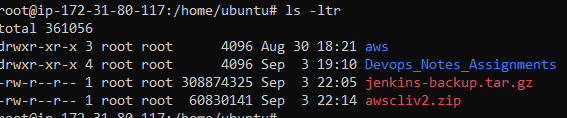 root@ip-172-31-80-117:/home/ubuntu# ls -ltr
total 361056
drwxr-xr-x 3 root root 4096 Aug 30 18:21 aws
drwxr-xr-x 4 root root 4096 Sep 3 19:10 Devops_Notes_Assignments
-rw-r--r-- 1 root root 308874325 Sep 3 22:05 jenkins-backup.tar.gz
-rw-r--r-- 1 root root 60830141 Sep 3 22:14 awscliv2.zip
root@ip-172-31-80-117:/home/ubuntu#